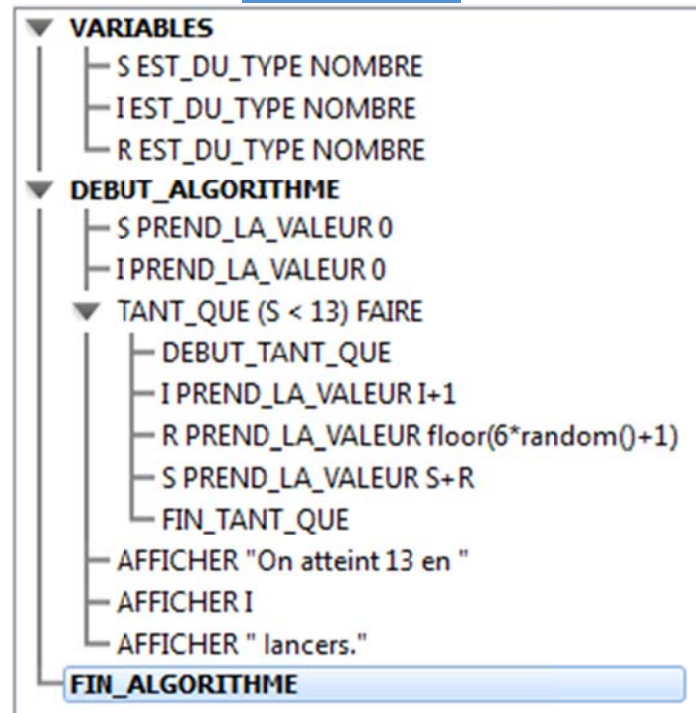 VARIABLES
S EST_DU_TYPE NOMBRE
I EST_DU_TYPE NOMBRE
R EST_DU_TYPE NOMBRE
DEBUT_ALGORITHME
S PREND_LA_VALEUR 0
I PREND_LA_VALEUR 0
TANT_QUE (S < 13) FAIRE
DEBUT_TANT_QUE
I PREND_LA_VALEUR I+1
R PREND_LA_VALEUR floor(6*random()+1)
S PREND_LA_VALEUR S+R
FIN_TANT_QUE
AFFICHER "On atteint 13 en "
AFFICHER I
AFFICHER " lancers."
FIN_ALGORITHME